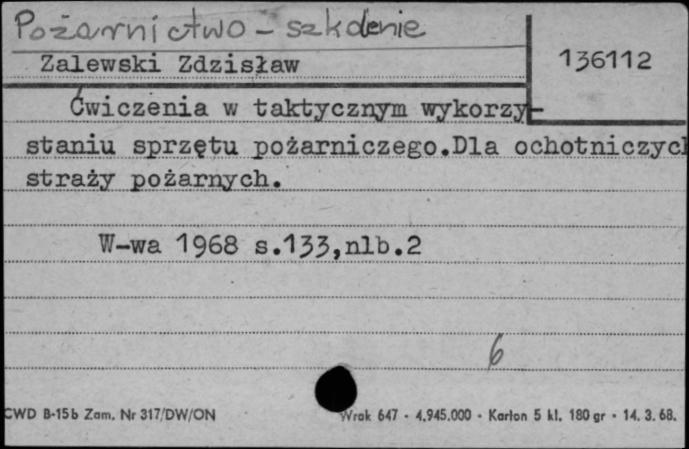 Pożarnictwo - szkolenie
Zalewski Zdzisław
136112
Ćwiczenia w taktycznym wykorzy-
staniu sprzętu pożarniczego.Dla ochotniczych
straży pożarnych.
W-wa 1968 s.133,nlb.2
6
CWD B-15b Zam. Nr 317/DW/ON
Wrak 647 - 4.945.000 - Karton 5 kl. 180 gr - 14. 3. 68.